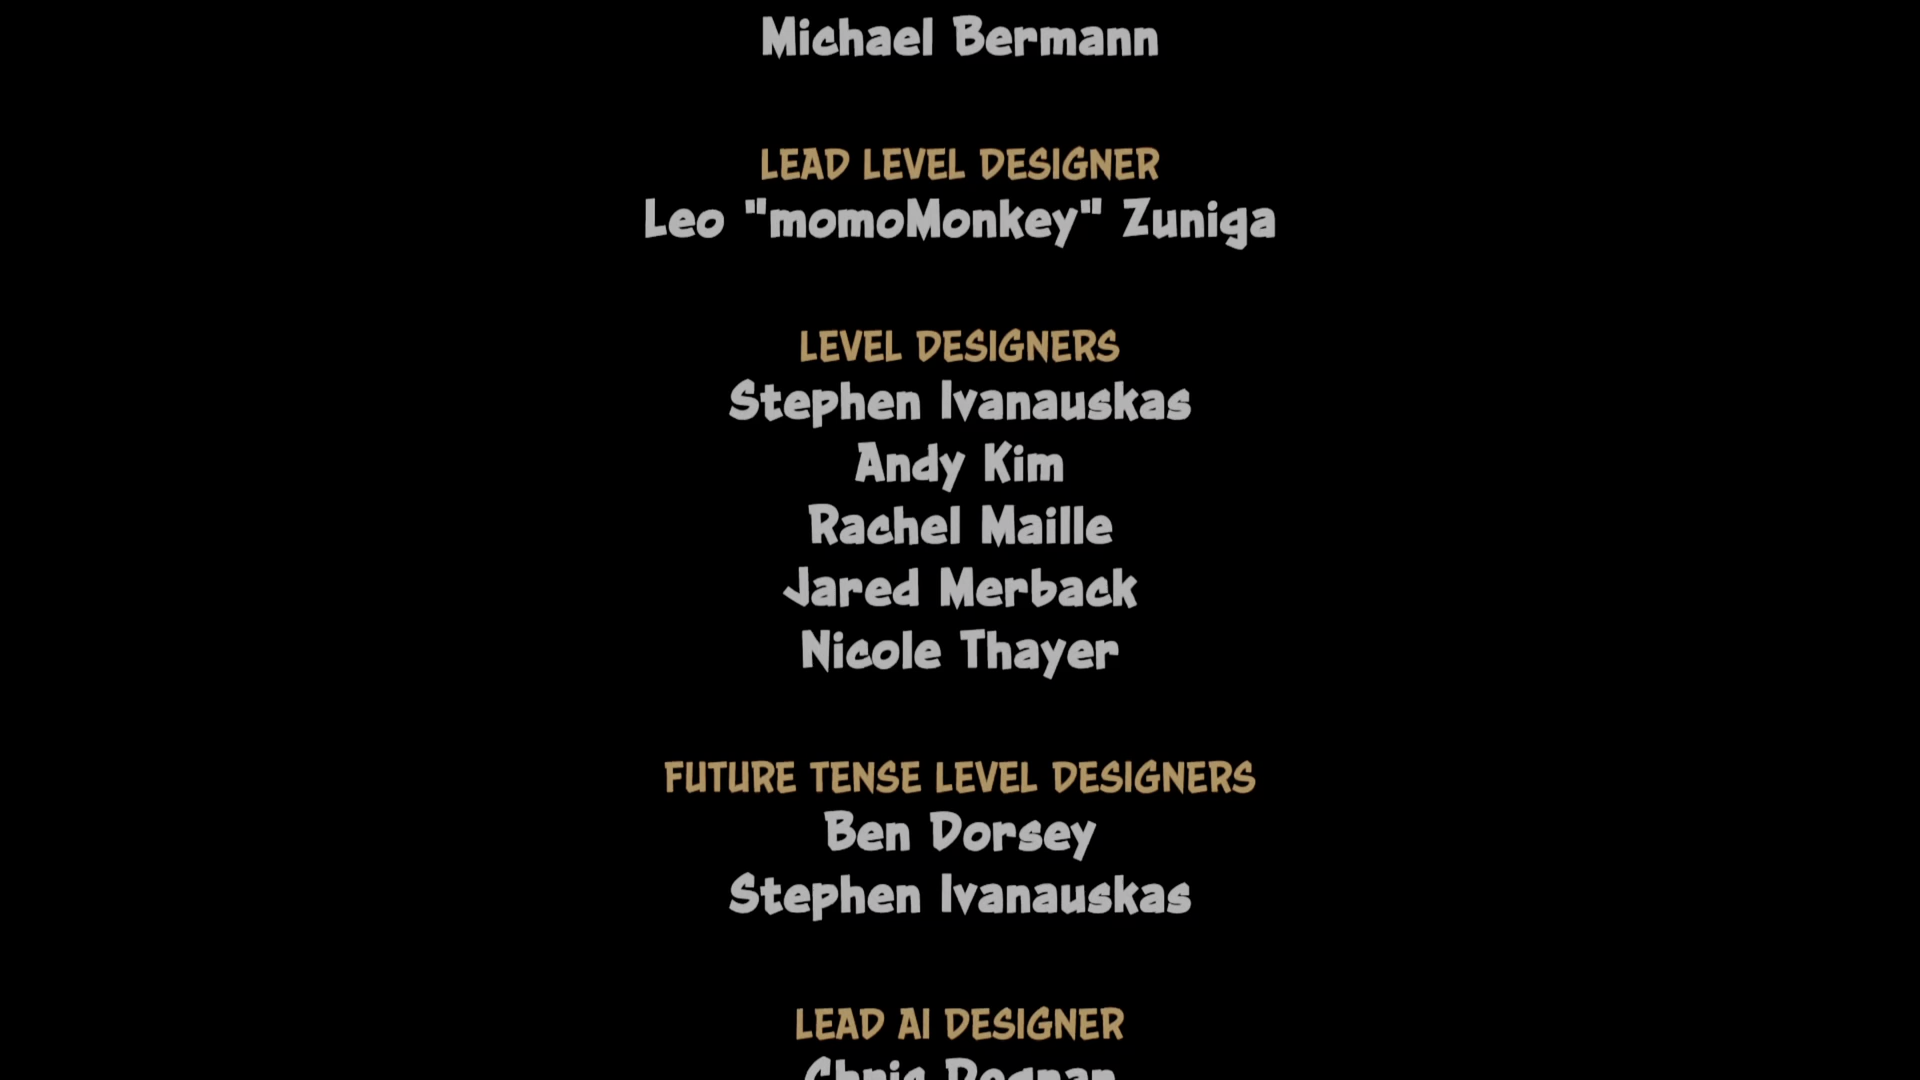 Michael Bermann
LEAD LEVEL DESIGNER
Leo "momoMonkey" Zuniga
LEVEL DESIGNERS
Stephen Ivanauskas
Andy Kim
Rachel Maille
Jared Merback
Nicole Thayer
FUTURE TENSE LEVEL DESIGNERS
Ben Dorsey
Stephen Ivanauskas
LEAD AI DESIGNER
Chris